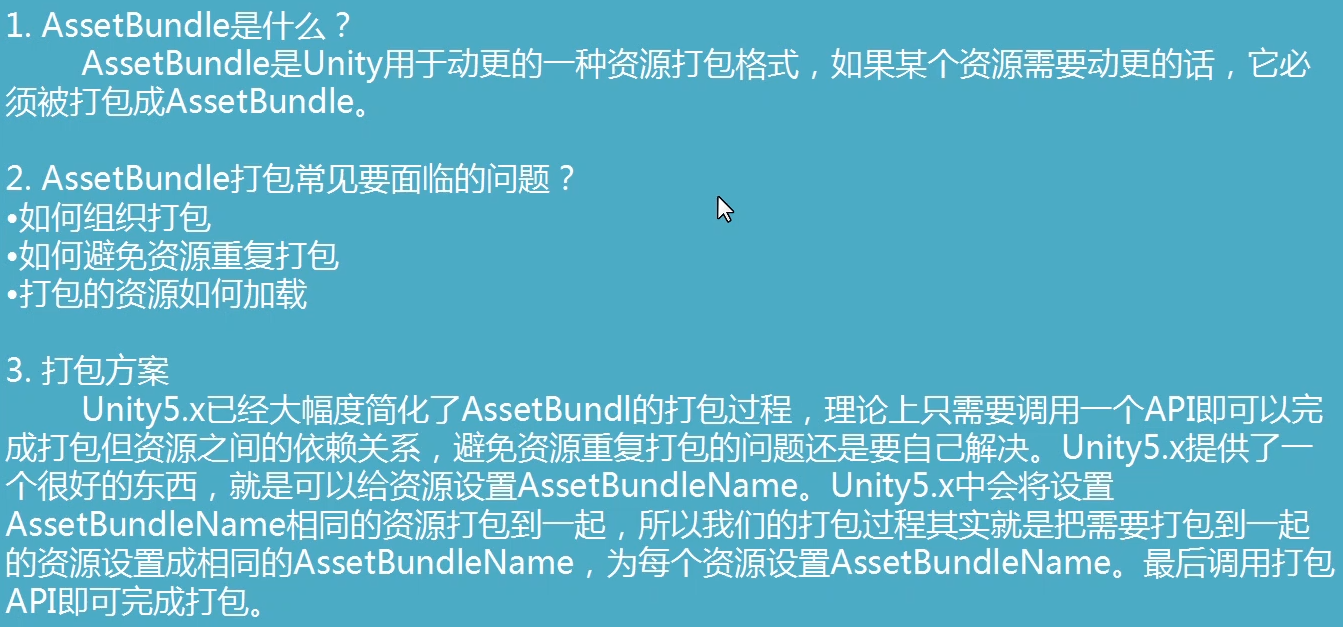 1. AssetBundle是什么？
AssetBundle是Unity用于动更的一种资源打包格式，如果某个资源需要动更的话，它必
须被打包成AssetBundle。
2. AssetBundle打包常见要面临的问题？
•如何组织打包
•如何避免资源重复打包
•打包的资源如何加载
3. 打包方案
Unity5.x已经大幅度简化了AssetBundl的打包过程，理论上只需要调用一个API即可以完
成打包但资源之间的依赖关系，避免资源重复打包的问题还是要自己解决。Unity5.x提供了一
个很好的东西，就是可以给资源设置AssetBundleName。Unity5.x中会将设置
AssetBundleName相同的资源打包到一起，所以我们的打包过程其实就是把需要打包到一起
的资源设置成相同的AssetBundleName，为每个资源设置AssetBundleName。最后调用打包
API即可完成打包。